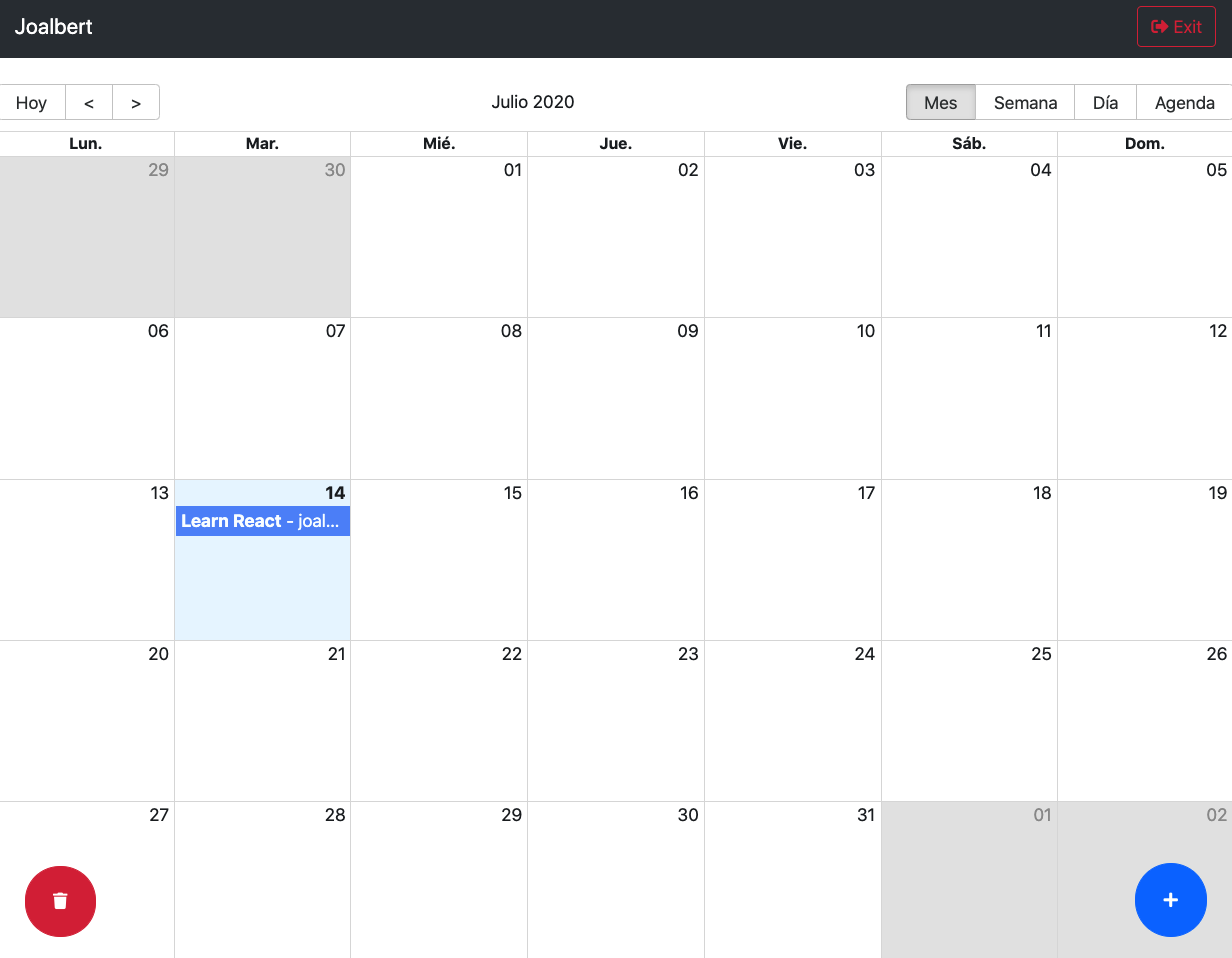 Joalbert
Exit
Hoy < > Julio 2020 Mes Semana Día Agenda
Lun. Mar. Mié. Jue. Vie. Sáb. Dom.
29 30 01 02 03 04 05
06 07 08 09 10 11 12
13 14 15 16 17 18 19
Learn React - joal...
20 21 22 23 24 25 26
27 28 29 30 31 01 02
+